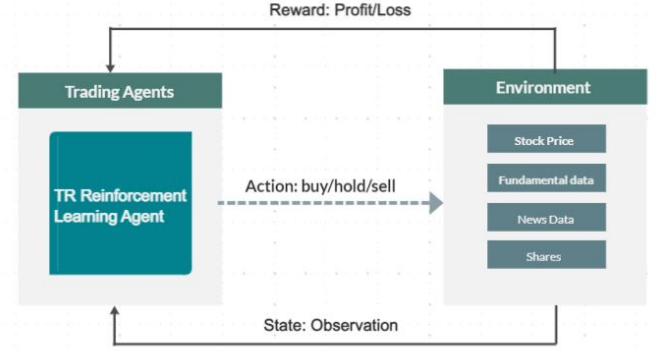 Reward: Profit/Loss
Trading Agents
TR Reinforcement
Learning Agent
Action: buy/hold/sell
Environment
Stock Price
Fundamental data
News Data
Shares
State: Observation